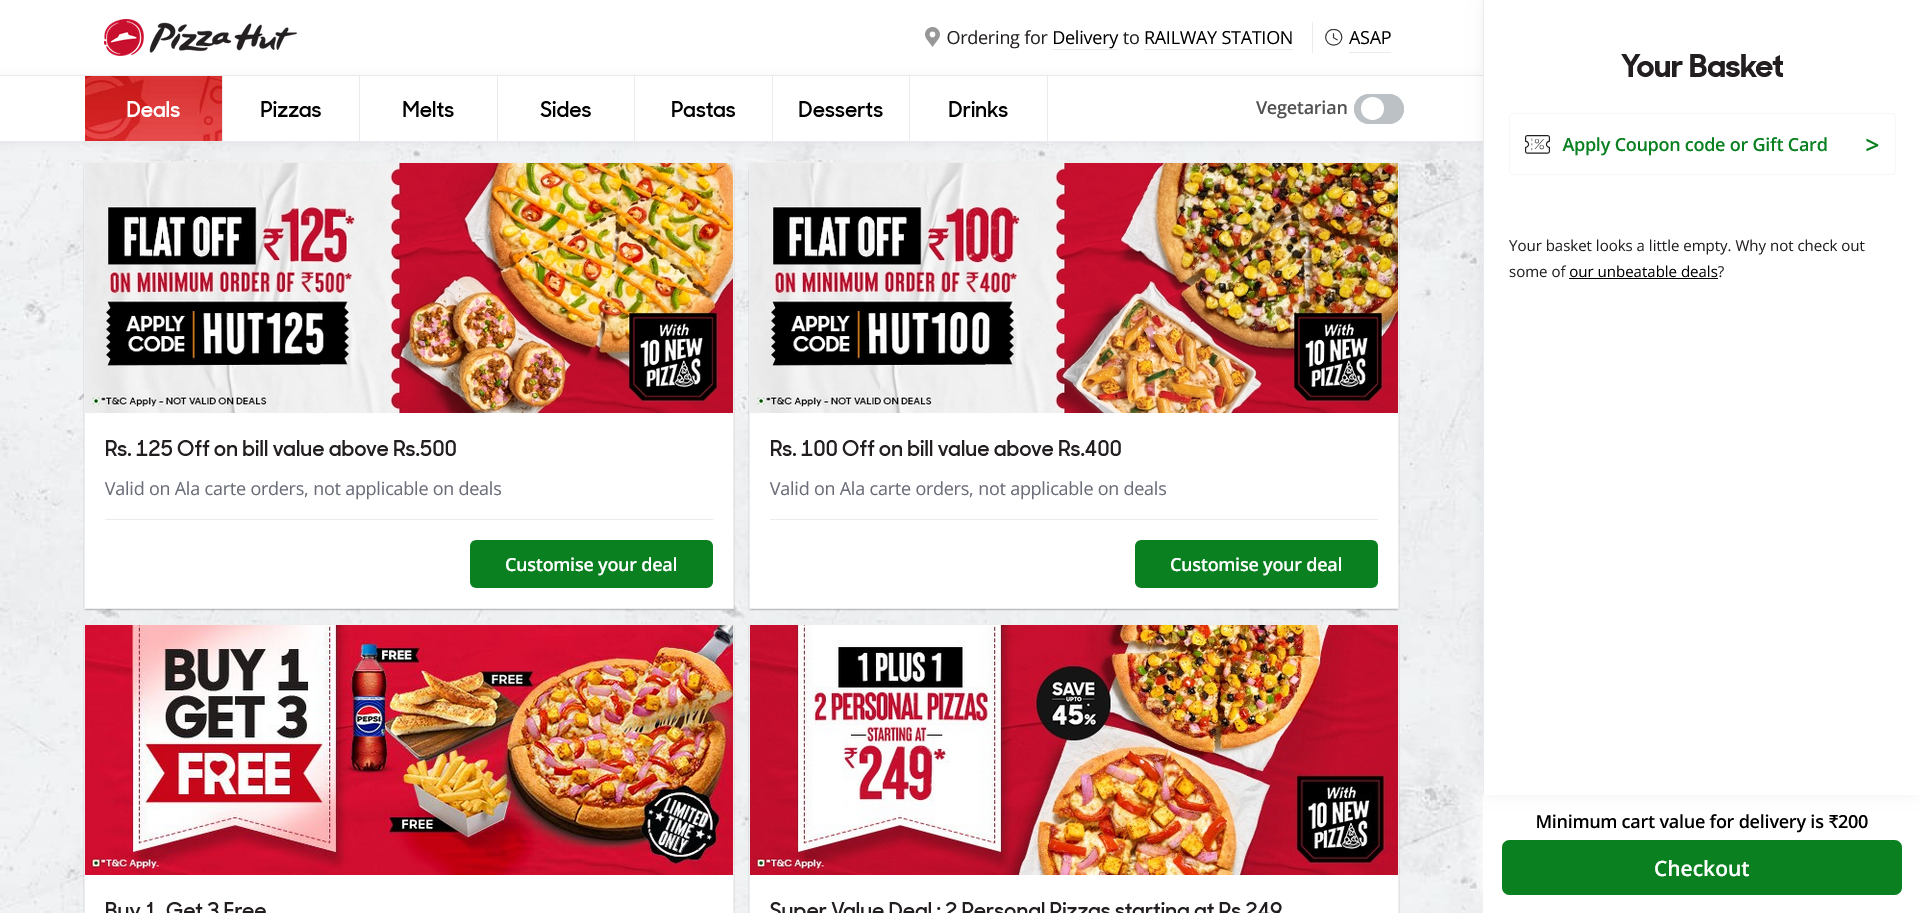 Pizza Hut
Ordering for Delivery to RAILWAY STATION
ASAP
Deals
Pizzas
Melts
Sides
Pastas
Desserts
Drinks
Vegetarian
FLAT OFF ₹125*
ON MINIMUM ORDER OF ₹500*
APPLY CODE HUT125
With
10 NEW
PIZZAS
*T&C Apply - NOT VALID ON DEALS
Rs. 125 Off on bill value above Rs.500
Valid on Ala carte orders, not applicable on deals
Customise your deal
FLAT OFF ₹100*
ON MINIMUM ORDER OF ₹400*
APPLY CODE HUT100
With
10 NEW
PIZZAS
*T&C Apply - NOT VALID ON DEALS
Rs. 100 Off on bill value above Rs.400
Valid on Ala carte orders, not applicable on deals
Customise your deal
BUY 1
GET 3
FREE
FREE
PEPSI
FREE
FREE
LIMITED
TIME
ONLY
*T&C Apply.
Buy 1 Get 3 Free
1 PLUS 1
2 PERSONAL PIZZAS
STARTING AT
₹249*
SAVE
UPTO
45%
With
10 NEW
PIZZAS
*T&C Apply.
Super Value Deal : 2 Personal Pizzas starting at Rs 249
Your Basket
Apply Coupon code or Gift Card >
Your basket looks a little empty. Why not check out
some of our unbeatable deals?
Minimum cart value for delivery is ₹200
Checkout